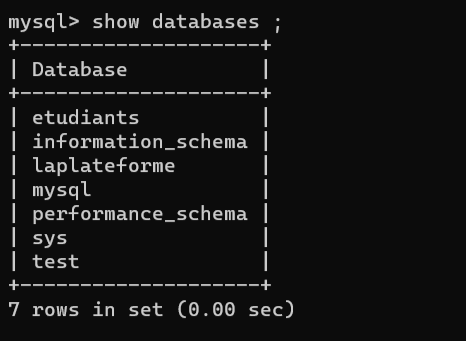 mysql> show databases ;
+--------------------+
| Database           |
+--------------------+
| etudiants          |
| information_schema |
| laplateforme       |
| mysql              |
| performance_schema |
| sys                |
| test               |
+--------------------+
7 rows in set (0.00 sec)